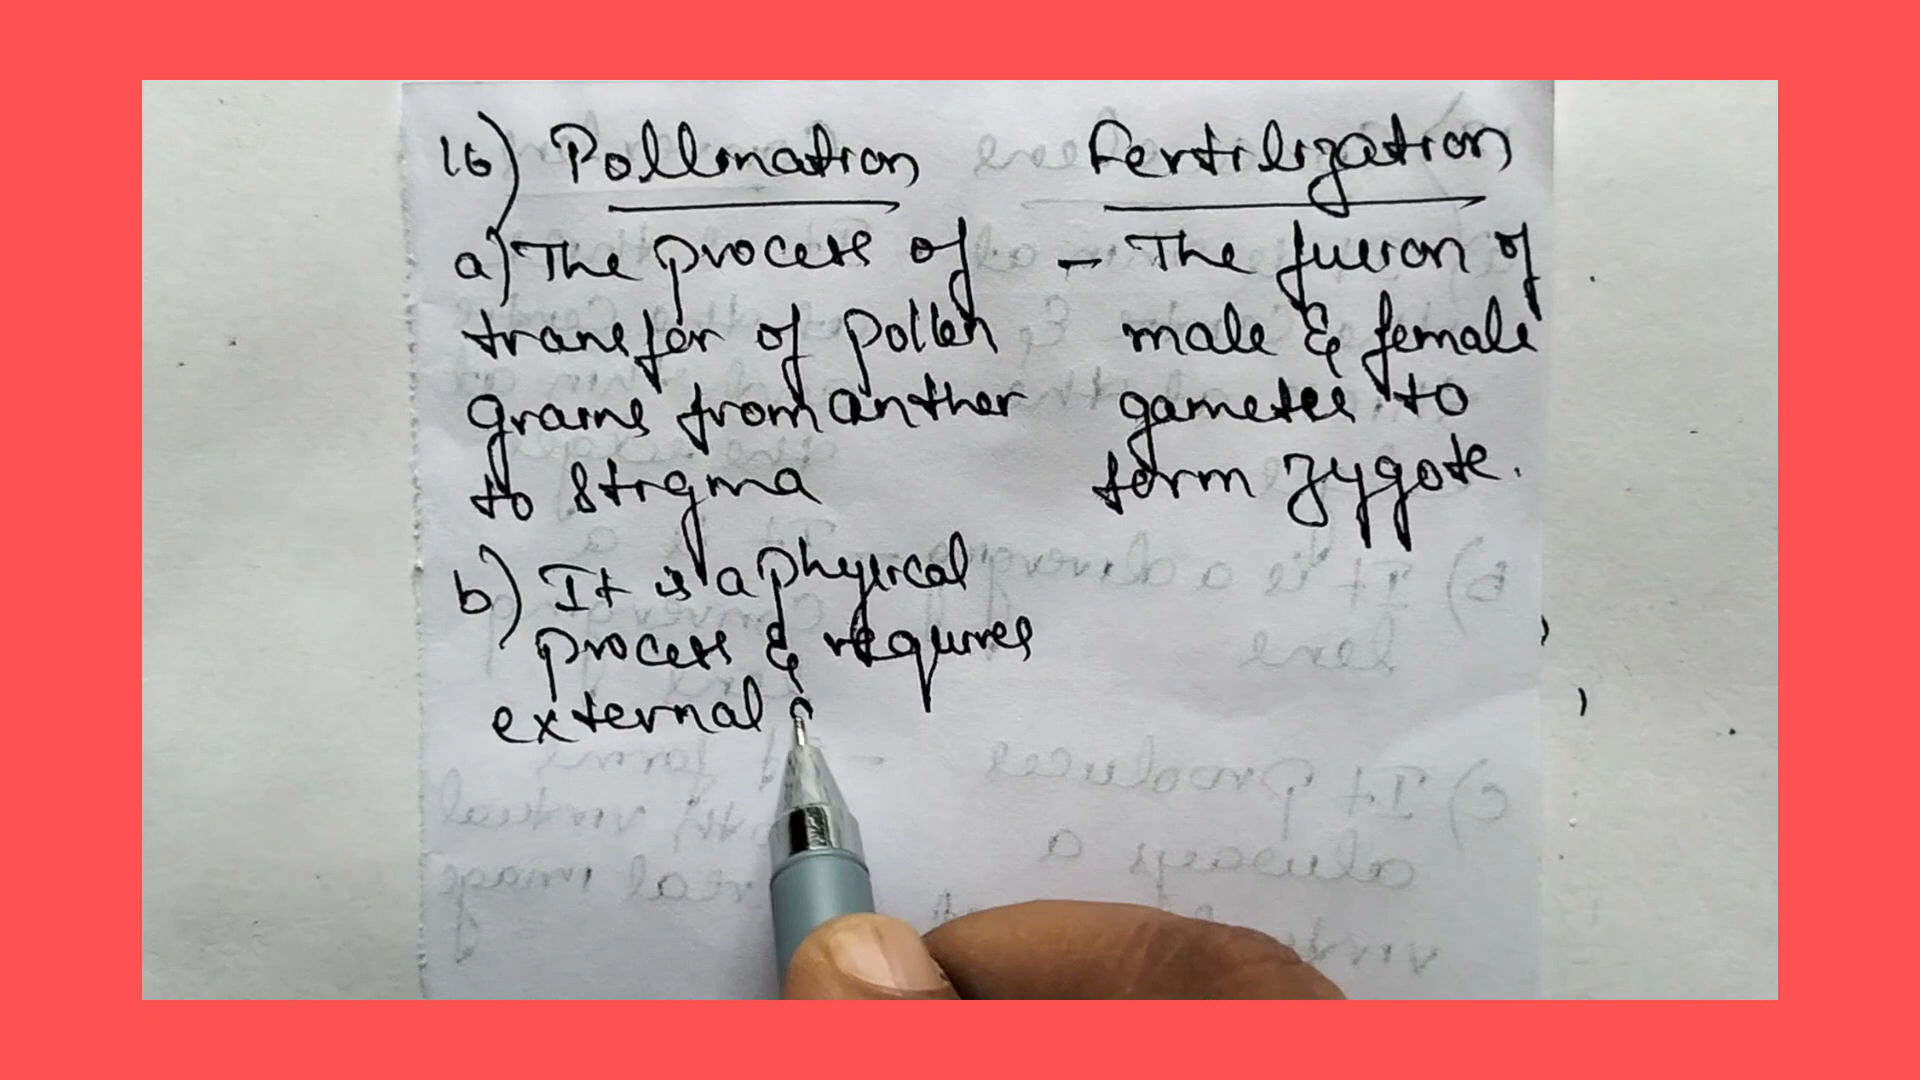 16) Pollination Fertilization
a) The process of - The fusion of
transfer of pollen male & female
grains from anther gametes to
to stigma form zygote.
b) It is a physical
process & requires
external